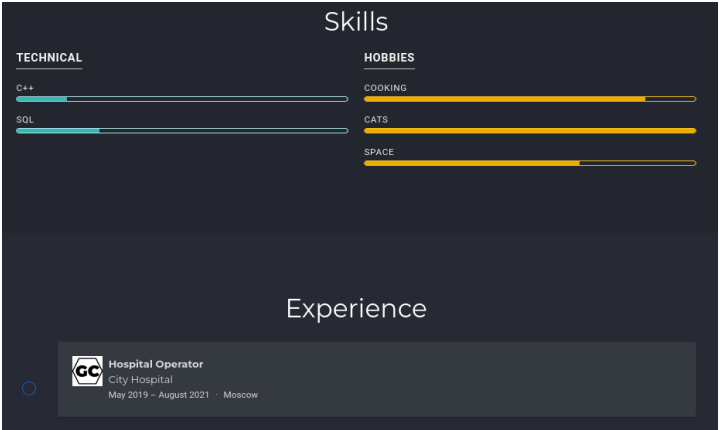 Skills
TECHNICAL
C++
SQL
HOBBIES
COOKING
CATS
SPACE
Experience
GC
Hospital Operator
City Hospital
May 2019 – August 2021 · Moscow